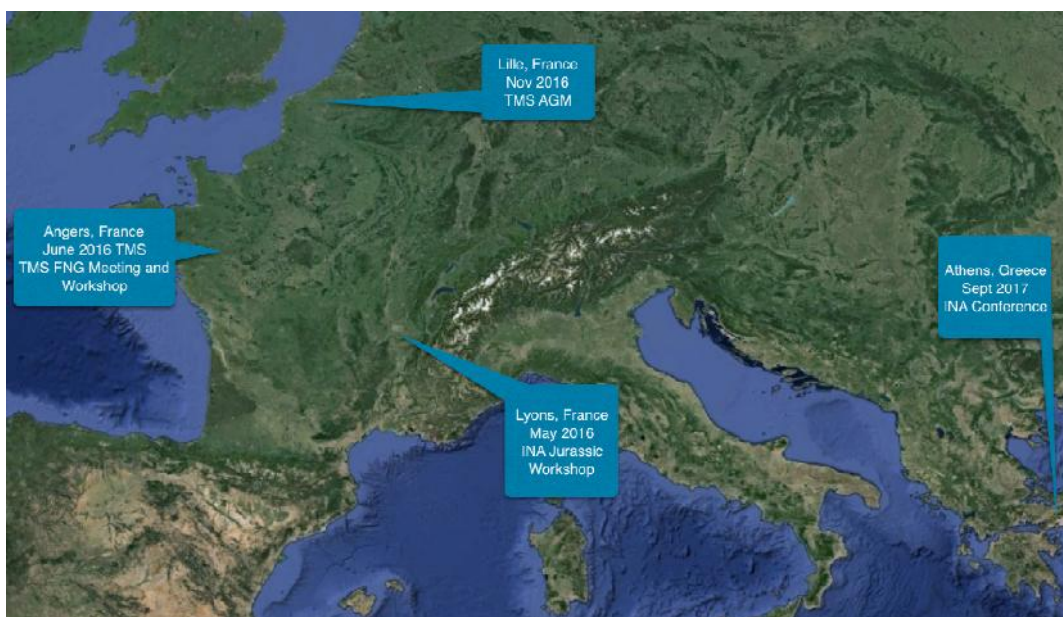 Lille, France
Nov 2016
TMS AGM
Angers, France
June 2016 TMS
TMS FNG Meeting and
Workshop
Athens, Greece
Sept 2017
INA Conference
Lyons, France
May 2016
INA Jurassic
Workshop